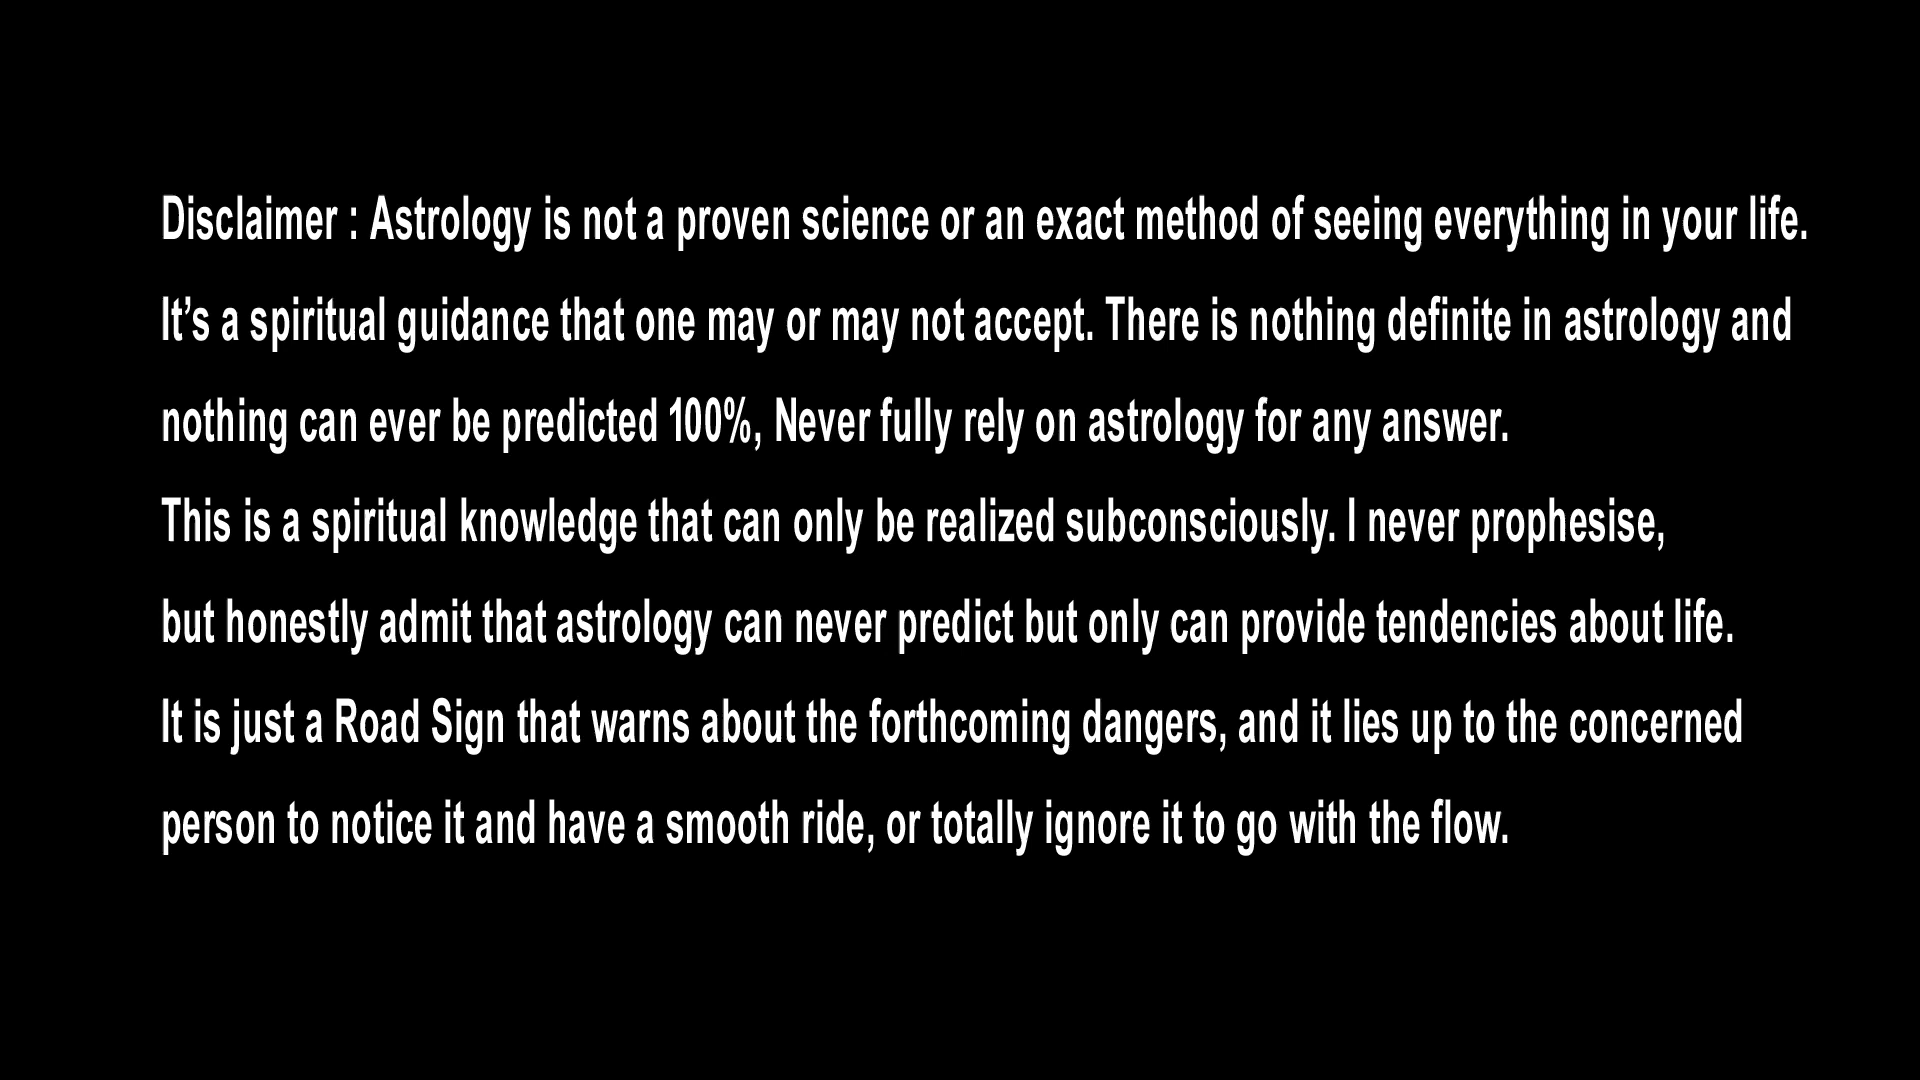 Disclaimer : Astrology is not a proven science or an exact method of seeing everything in your life.
It’s a spiritual guidance that one may or may not accept. There is nothing definite in astrology and
nothing can ever be predicted 100%, Never fully rely on astrology for any answer.
This is a spiritual knowledge that can only be realized subconsciously. I never prophesise,
but honestly admit that astrology can never predict but only can provide tendencies about life.
It is just a Road Sign that warns about the forthcoming dangers, and it lies up to the concerned
person to notice it and have a smooth ride, or totally ignore it to go with the flow.